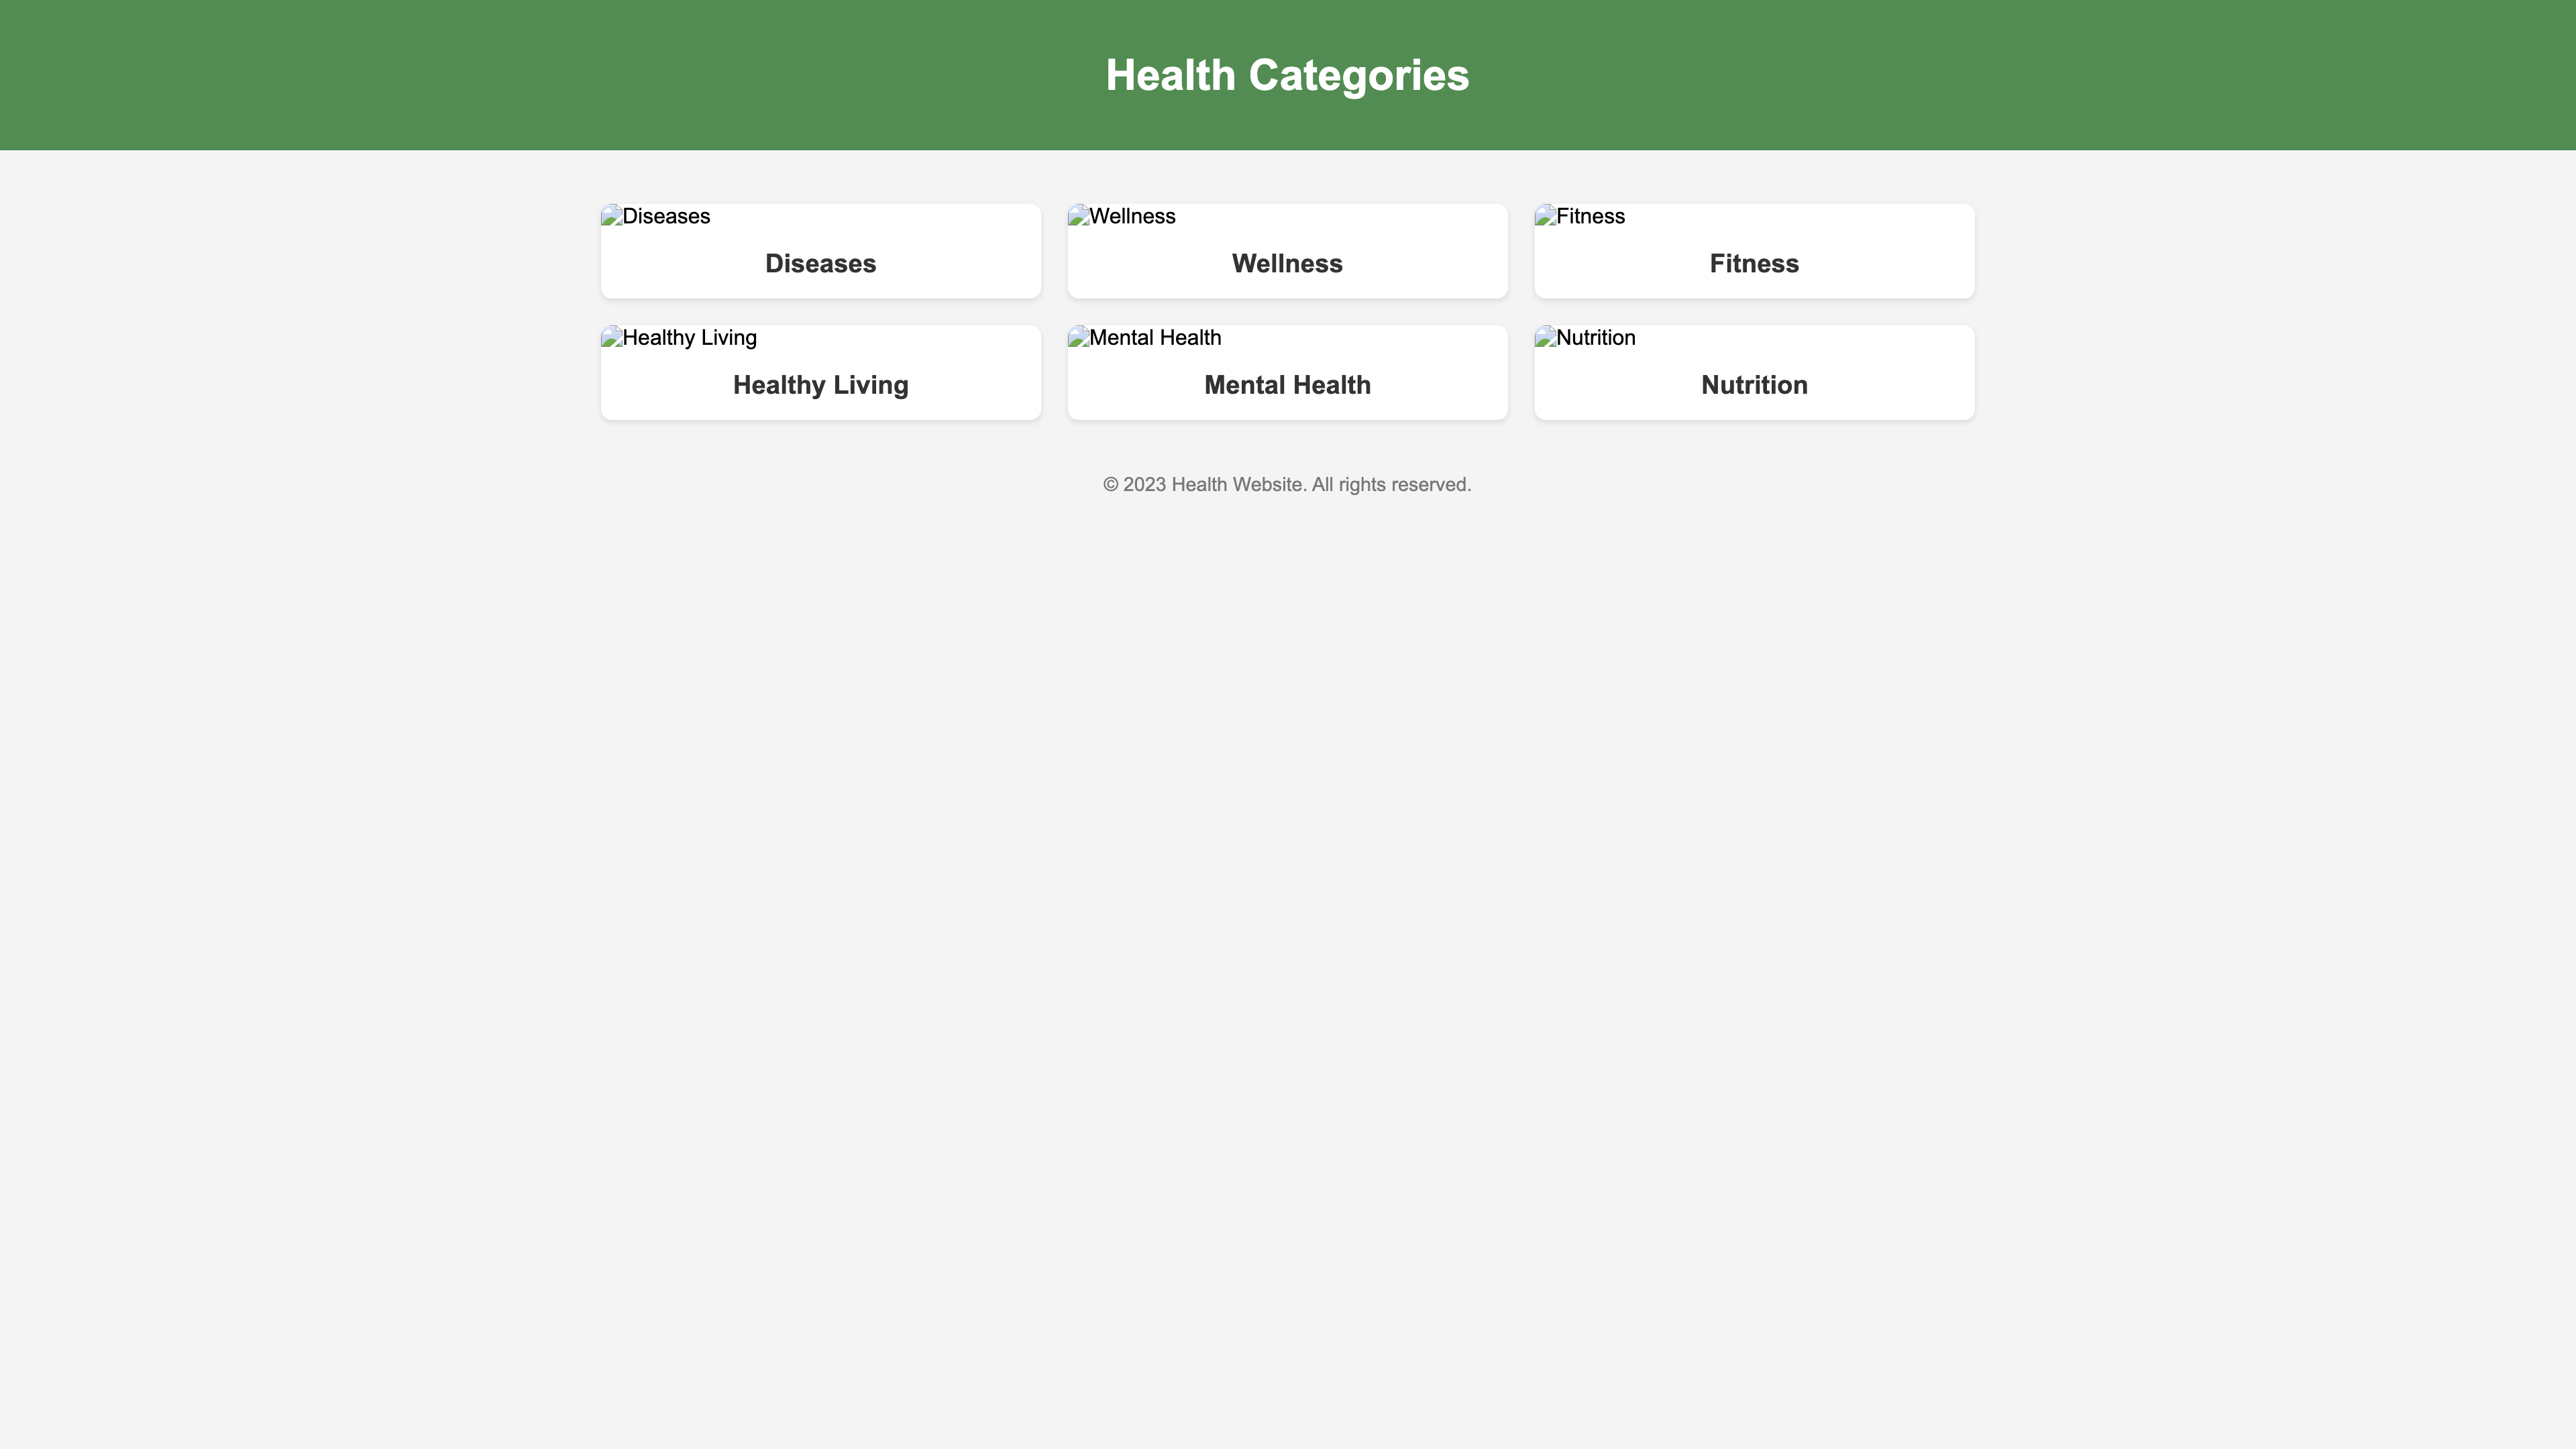 Health Categories
Diseases
Wellness
Fitness
Diseases
Wellness
Fitness
Healthy Living
Mental Health
Nutrition
Healthy Living
Mental Health
Nutrition
© 2023 Health Website. All rights reserved.